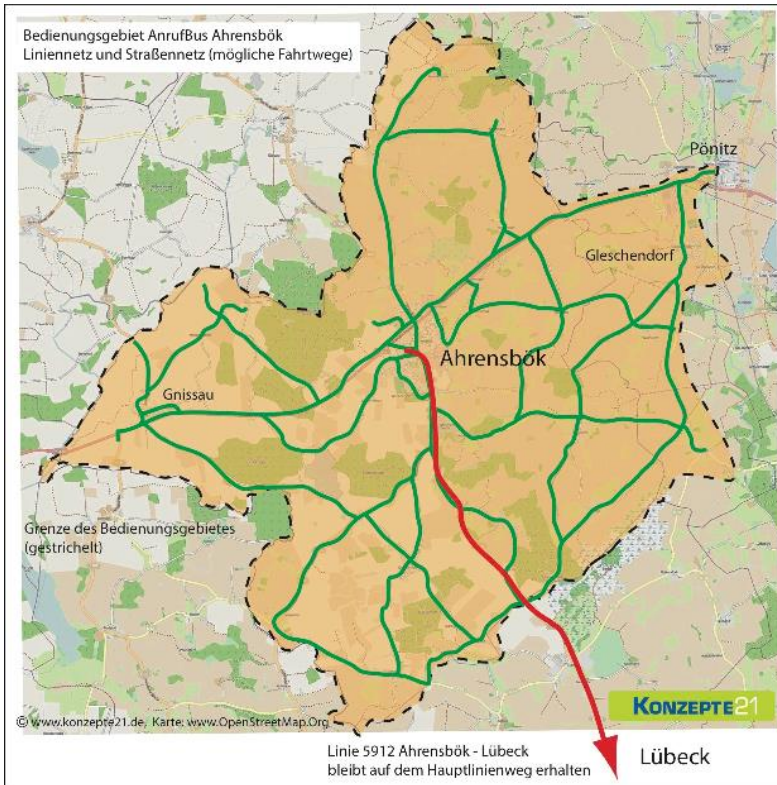 Bedienungsgebiet AnrufBus Ahrensbök
Liniennetz und Straßennetz (mögliche Fahrtwege)
Pönitz
Gleschendorf
Ahrensbök
Gnissau
Grenze des Bedienungsgebietes
(gestrichelt)
KONZEPTE21
© www.konzepte21.de, Karte: www.OpenStreetMap.Org
Linie 5912 Ahrensbök - Lübeck
bleibt auf dem Hauptlinienweg erhalten
Lübeck